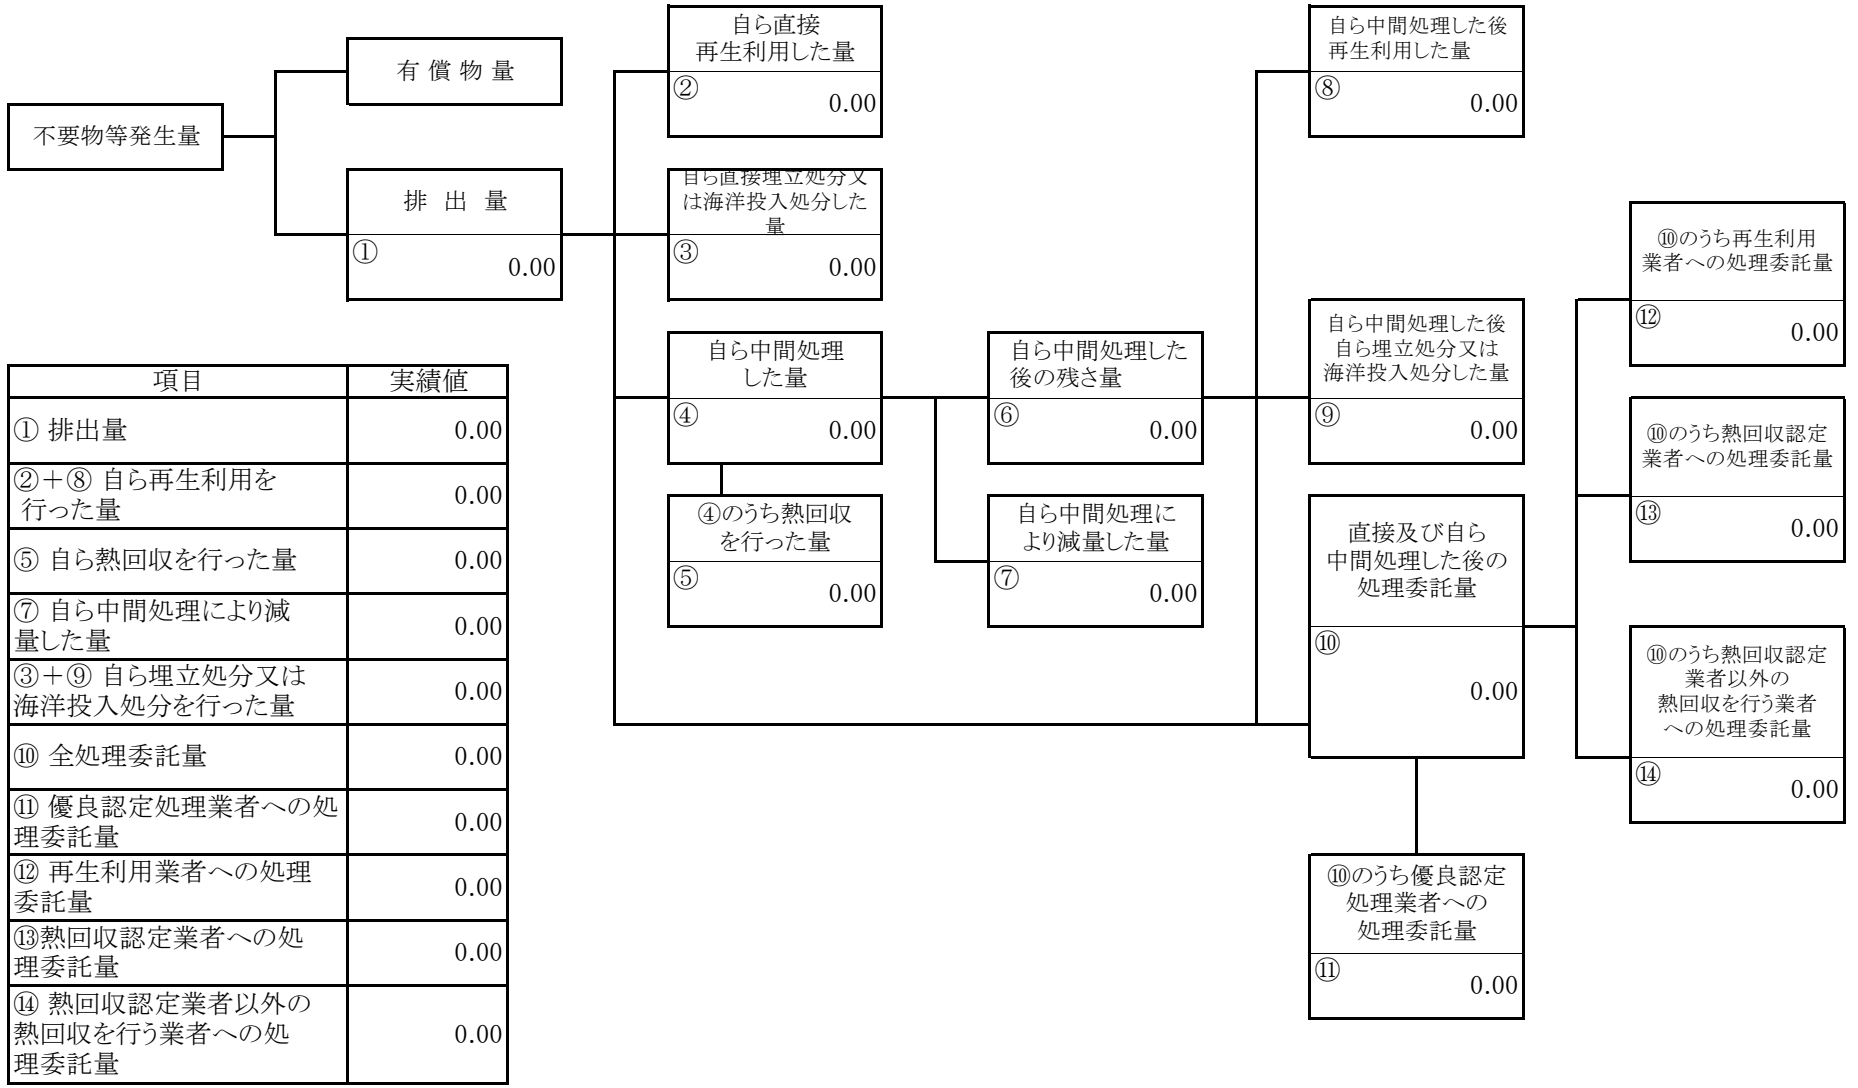 不要物等発生量
有 償 物 量
排 出 量
①
0.00
自ら直接
再生利用した量
②
0.00
自ら直接埋立処分又
は海洋投入処分した
量
③
0.00
自ら中間処理
した量
④
0.00
④のうち熱回収
を行った量
⑤
0.00
自ら中間処理した
後の残さ量
⑥
0.00
自ら中間処理に
より減量した量
⑦
0.00
自ら中間処理した後
再生利用した量
⑧
0.00
自ら中間処理した後
自ら埋立処分又は
海洋投入処分した量
⑨
0.00
直接及び自ら
中間処理した後の
処理委託量
⑩
0.00
⑩のうち優良認定
処理業者への
処理委託量
⑪
0.00
⑩のうち再生利用
業者への処理委託量
⑫
0.00
⑩のうち熱回収認定
業者への処理委託量
⑬
0.00
⑩のうち熱回収認定
業者以外の
熱回収を行う業者
への処理委託量
⑭
0.00
項目 実績値
① 排出量 0.00
②＋⑧ 自ら再生利用を
行った量 0.00
⑤ 自ら熱回収を行った量 0.00
⑦ 自ら中間処理により減
量した量 0.00
③＋⑨ 自ら埋立処分又は
海洋投入処分を行った量 0.00
⑩ 全処理委託量 0.00
⑪ 優良認定処理業者への処
理委託量 0.00
⑫ 再生利用業者への処理
委託量 0.00
⑬熱回収認定業者への処
理委託量 0.00
⑭ 熱回収認定業者以外の
熱回収を行う業者への処
理委託量 0.00